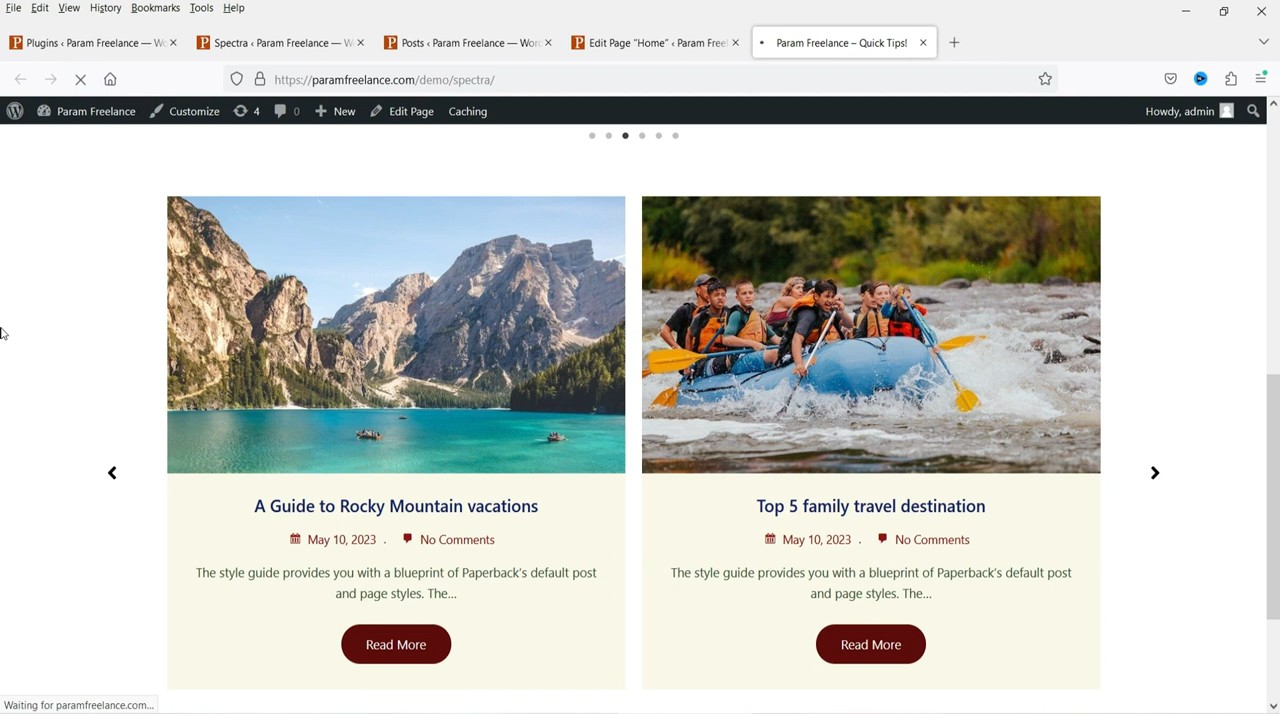 File Edit View History Bookmarks Tools Help
Plugins ‹ Param Freelance — Wo
Spectra ‹ Param Freelance — W
Posts ‹ Param Freelance — Word
Edit Page “Home” ‹ Param Freel
Param Freelance – Quick Tips!
https://paramfreelance.com/demo/spectra/
Param Freelance Customize 4 0 New Edit Page Caching Howdy, admin
A Guide to Rocky Mountain vacations
May 10, 2023 . No Comments
The style guide provides you with a blueprint of Paperback’s default post
and page styles. The...
Read More
Top 5 family travel destination
May 10, 2023 . No Comments
The style guide provides you with a blueprint of Paperback’s default post
and page styles. The...
Read More
Waiting for paramfreelance.com...